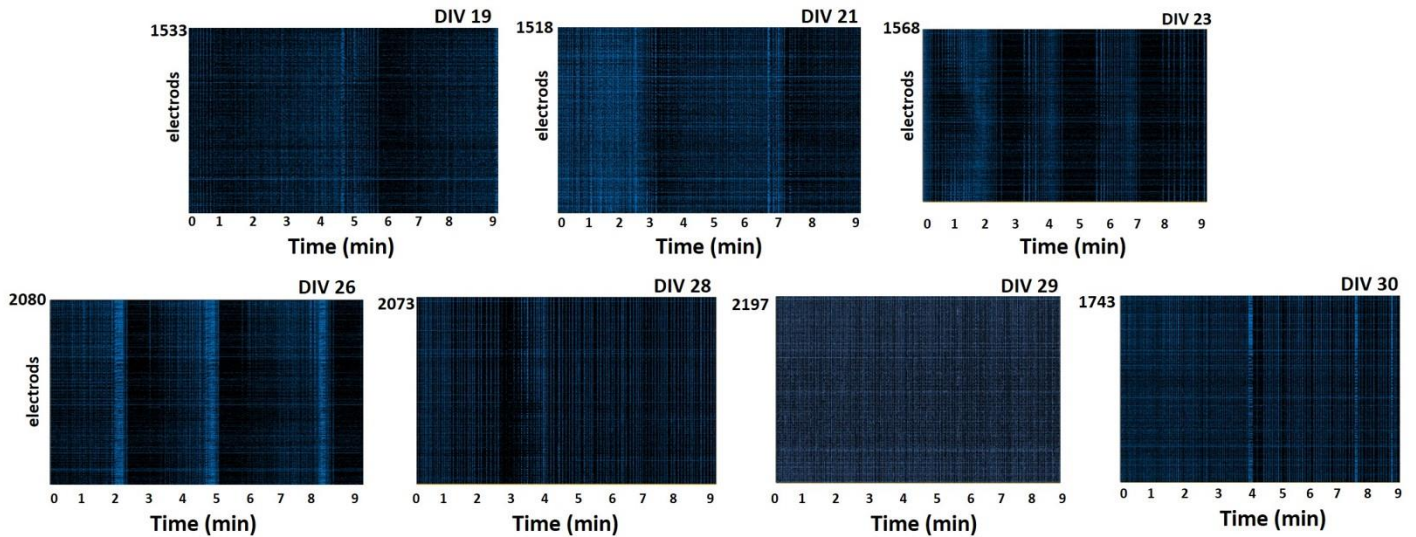 DIV 19
1533
electrods
0 1 2 3 4 5 6 7 8 9
Time (min)
DIV 21
1518
electrods
0 1 2 3 4 5 6 7 8 9
Time (min)
DIV 23
1568
electrods
0 1 2 3 4 5 6 7 8 9
Time (min)
DIV 26
2080
electrods
0 1 2 3 4 5 6 7 8 9
Time (min)
DIV 28
2073
0 1 2 3 4 5 6 7 8 9
Time (min)
DIV 29
2197
0 1 2 3 4 5 6 7 8 9
Time (min)
DIV 30
1743
0 1 2 3 4 5 6 7 8 9
Time (min)